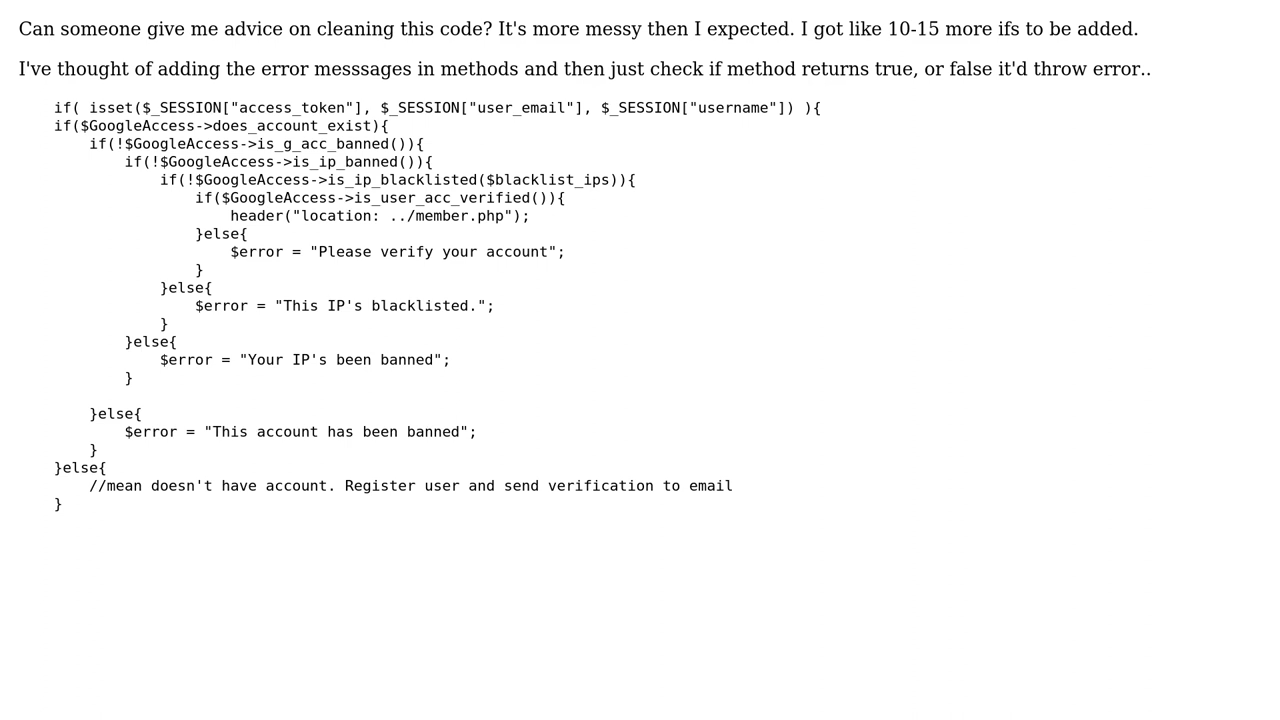 Can someone give me advice on cleaning this code? It's more messy then I expected. I got like 10-15 more ifs to be added.
I've thought of adding the error messsages in methods and then just check if method returns true, or false it'd throw error..
if( isset($_SESSION["access_token"], $_SESSION["user_email"], $_SESSION["username"]) ){
if($GoogleAccess->does_account_exist){
if(!$GoogleAccess->is_g_acc_banned()){
if(!$GoogleAccess->is_ip_banned()){
if(!$GoogleAccess->is_ip_blacklisted($blacklist_ips)){
if($GoogleAccess->is_user_acc_verified()){
header("location: ../member.php");
}else{
$error = "Please verify your account";
}
}else{
$error = "This IP's blacklisted.";
}
}else{
$error = "Your IP's been banned";
}
}else{
$error = "This account has been banned";
}
}else{
//mean doesn't have account. Register user and send verification to email
}